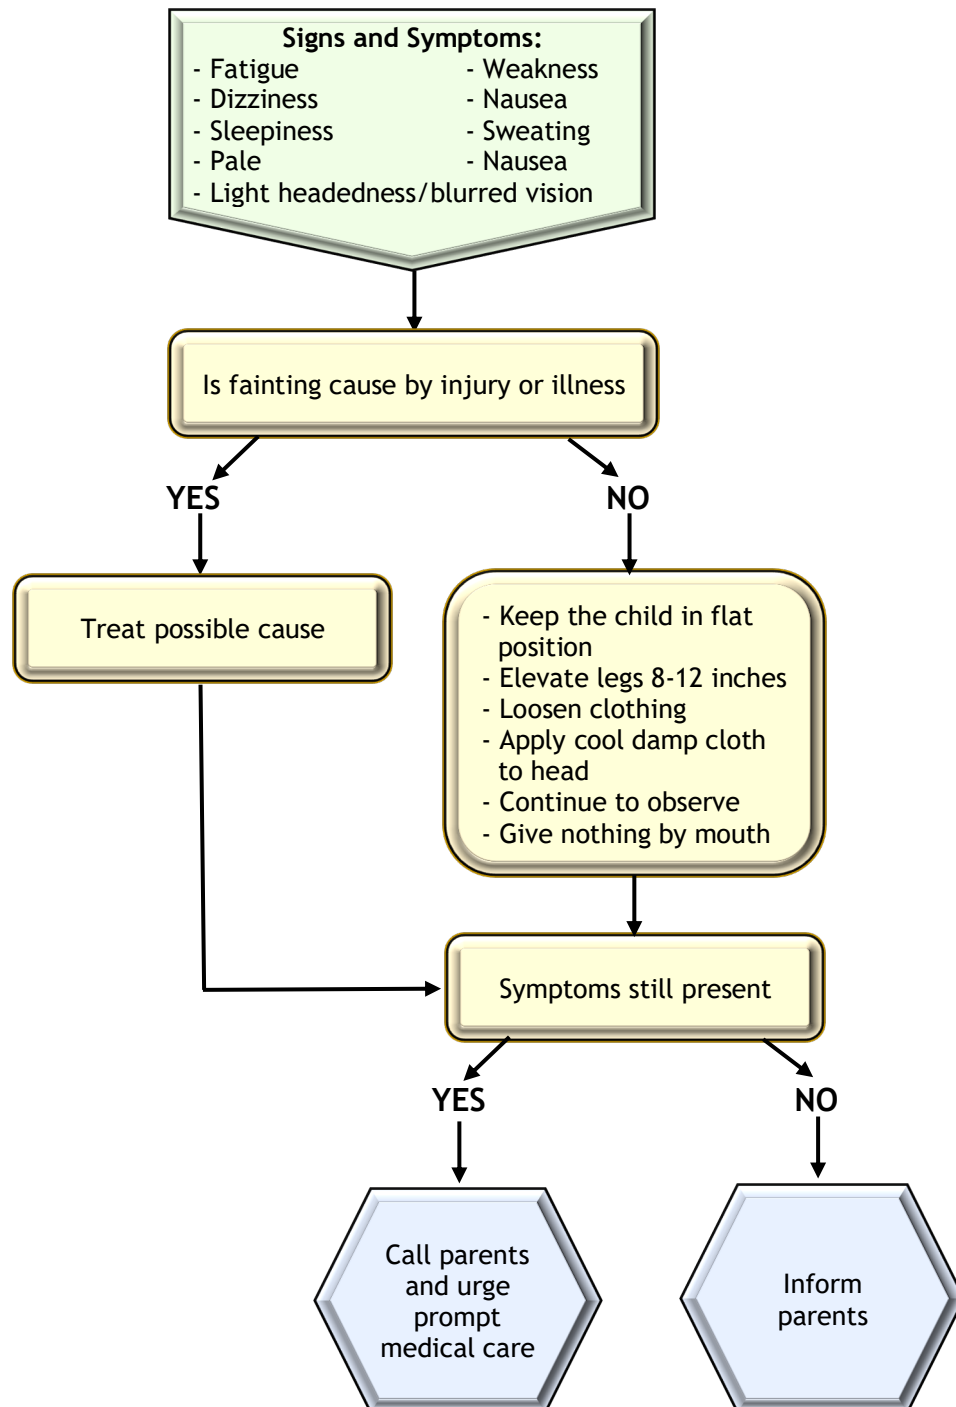 Signs and Symptoms:
- Fatigue - Weakness
- Dizziness - Nausea
- Sleepiness - Sweating
- Pale - Nausea
- Light headedness/blurred vision
Is fainting cause by injury or illness
YES
NO
Treat possible cause
- Keep the child in flat
position
- Elevate legs 8-12 inches
- Loosen clothing
- Apply cool damp cloth
to head
- Continue to observe
- Give nothing by mouth
Symptoms still present
YES
NO
Call parents
and urge
prompt
medical care
Inform
parents